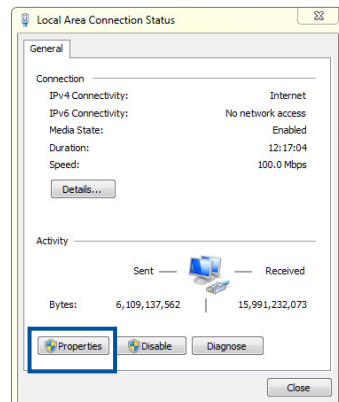 Local Area Connection Status
General
Connection
IPv4 Connectivity: Internet
IPv6 Connectivity: No network access
Media State: Enabled
Duration: 12:17:04
Speed: 100.0 Mbps
Details...
Activity
Sent Received
Bytes: 6,109,137,562 15,991,232,073
Properties Disable Diagnose
Close